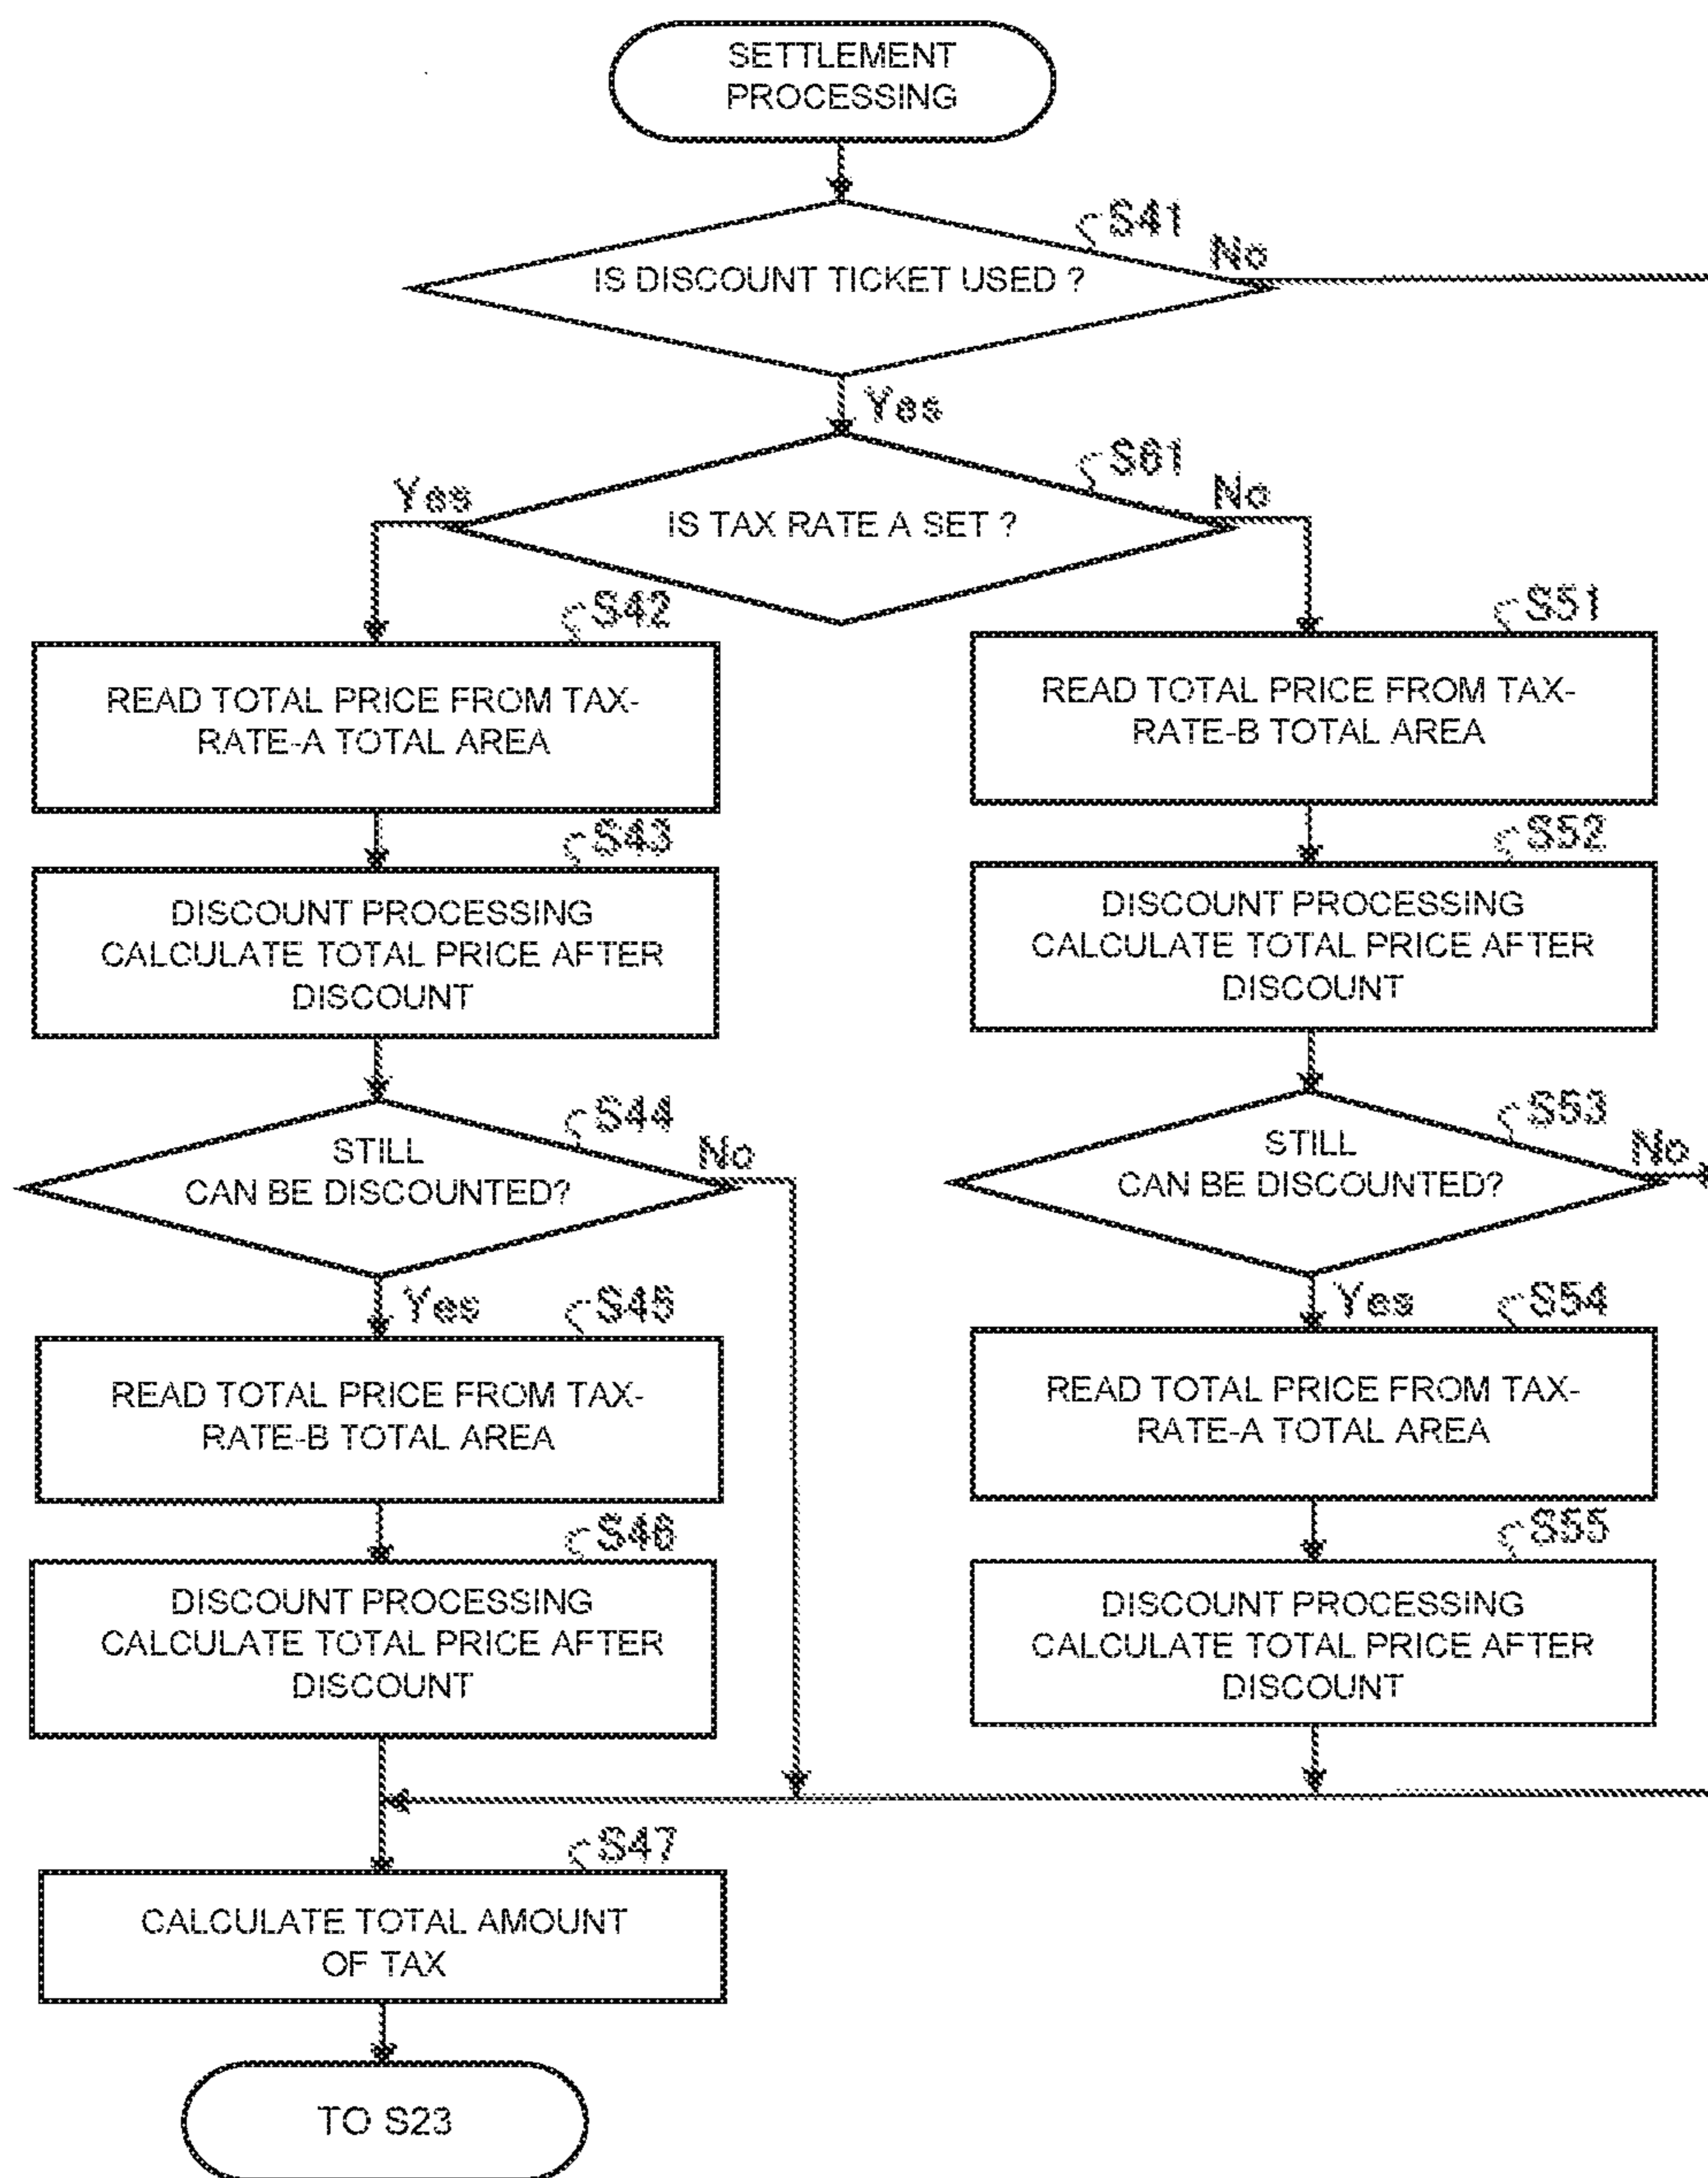 SETTLEMENT
PROCESSING
S41
No
IS DISCOUNT TICKET USED ?
Yes
S61
Yes
No
IS TAX RATE A SET ?
S42
READ TOTAL PRICE FROM TAX-
RATE-A TOTAL AREA
S51
READ TOTAL PRICE FROM TAX-
RATE-B TOTAL AREA
S43
DISCOUNT PROCESSING
CALCULATE TOTAL PRICE AFTER
DISCOUNT
S52
DISCOUNT PROCESSING
CALCULATE TOTAL PRICE AFTER
DISCOUNT
S44
No
STILL
CAN BE DISCOUNTED?
S53
No
STILL
CAN BE DISCOUNTED?
Yes
S45
READ TOTAL PRICE FROM TAX-
RATE-B TOTAL AREA
Yes
S54
READ TOTAL PRICE FROM TAX-
RATE-A TOTAL AREA
S46
DISCOUNT PROCESSING
CALCULATE TOTAL PRICE AFTER
DISCOUNT
S55
DISCOUNT PROCESSING
CALCULATE TOTAL PRICE AFTER
DISCOUNT
S47
CALCULATE TOTAL AMOUNT
OF TAX
TO S23